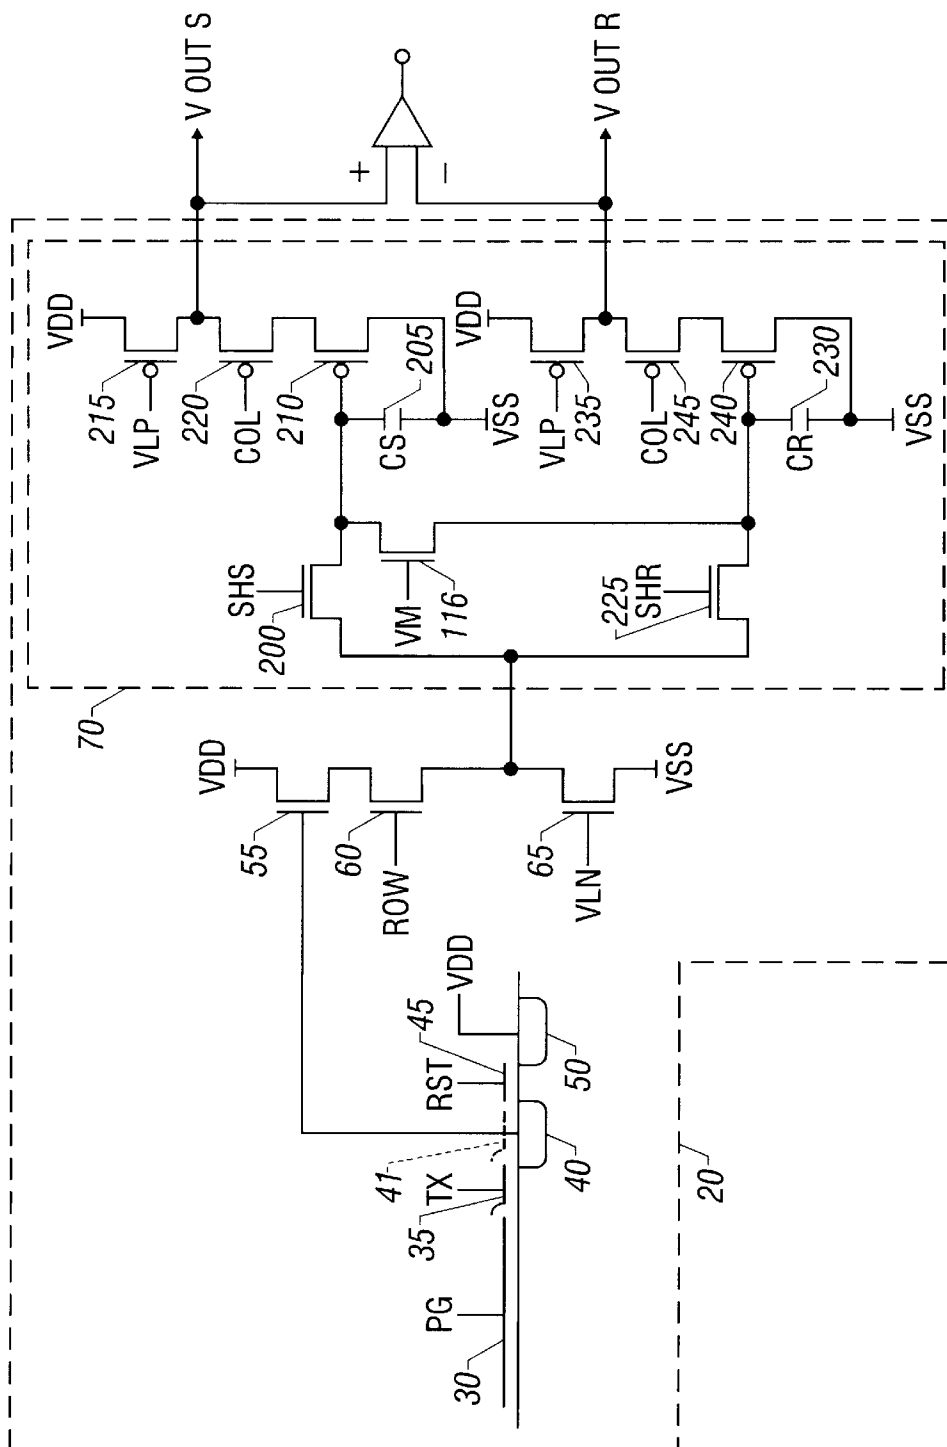 V OUT S
V OUT R
+
−
VDD
215
VLP
220
COL
210
CS
205
VSS
VDD
VLP
235
COL
245
240
CR
230
VSS
SHS
200
VM
116
225
SHR
70
VDD
55
60
ROW
65
VLN
VSS
VDD
45
RST
50
41
TX
35
40
PG
30
20